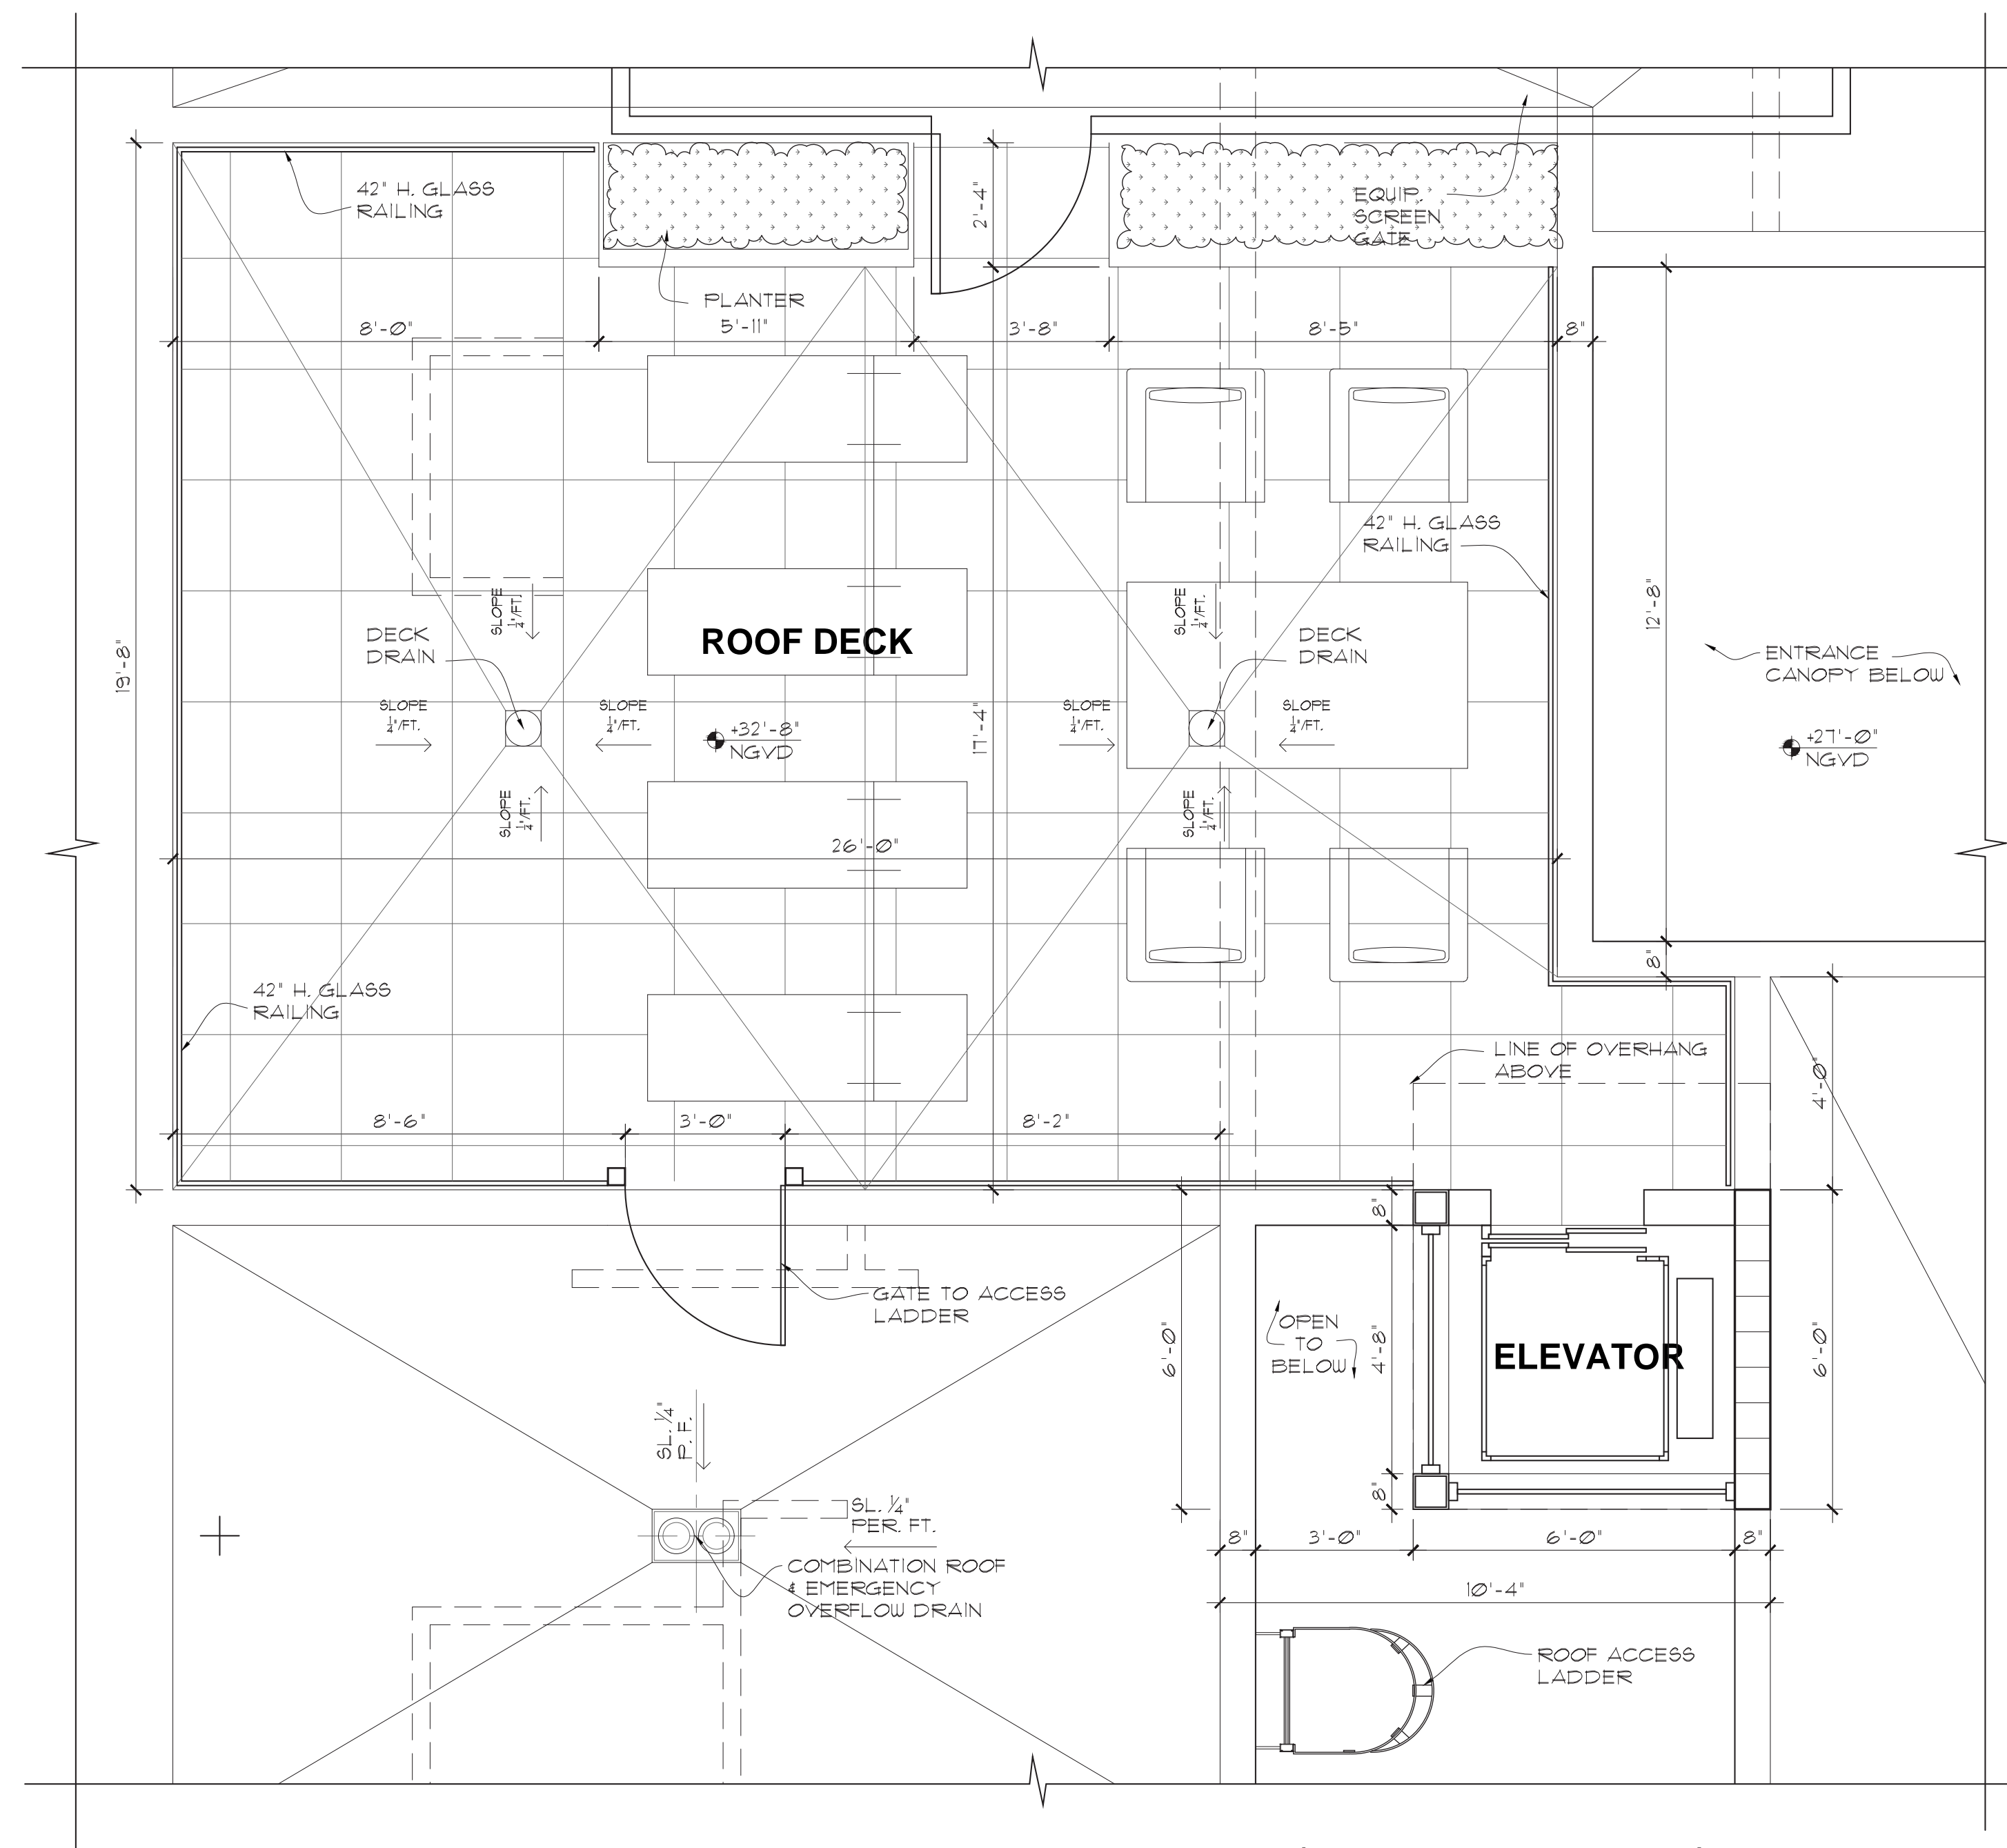 42" H. GLASS
RAILING
2'-4"
EQUIP.
SCREEN
GATE
PLANTER
8'-0"
5'-11"
3'-8"
8'-5"
8"
42" H. GLASS
RAILING
19'-8"
12'-8"
SLOPE
1/4"/FT.
SLOPE
1/4"/FT.
DECK
DRAIN
ROOF DECK
DECK
DRAIN
ENTRANCE
CANOPY BELOW
SLOPE
1/4"/FT.
SLOPE
1/4"/FT.
+32'-8"
NGVD
17'-4"
SLOPE
1/4"/FT.
SLOPE
1/4"/FT.
+27'-0"
NGVD
SLOPE
1/4"/FT.
SLOPE
1/4"/FT.
26'-0"
8"
42" H. GLASS
RAILING
LINE OF OVERHANG
ABOVE
4'-0"
8'-6"
3'-0"
8'-2"
8"
GATE TO ACCESS
LADDER
OPEN
TO
BELOW
6'-0"
4'-8"
ELEVATOR
6'-0"
SL. 1/4"
P. F.
8"
SL. 1/4"
PER. FT.
8"
3'-0"
6'-0"
8"
COMBINATION ROOF
& EMERGENCY
OVERFLOW DRAIN
10'-4"
ROOF ACCESS
LADDER